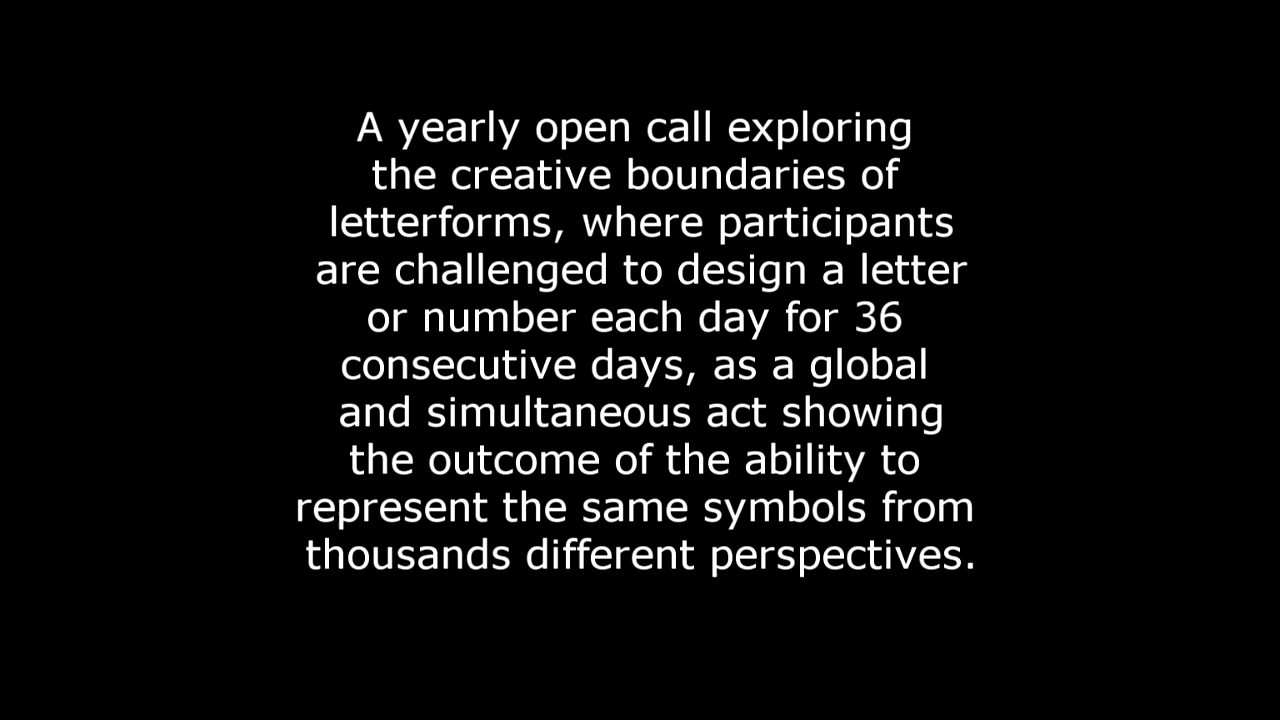 A yearly open call exploring
the creative boundaries of
letterforms, where participants
are challenged to design a letter
or number each day for 36
consecutive days, as a global
and simultaneous act showing
the outcome of the ability to
represent the same symbols from
thousands different perspectives.